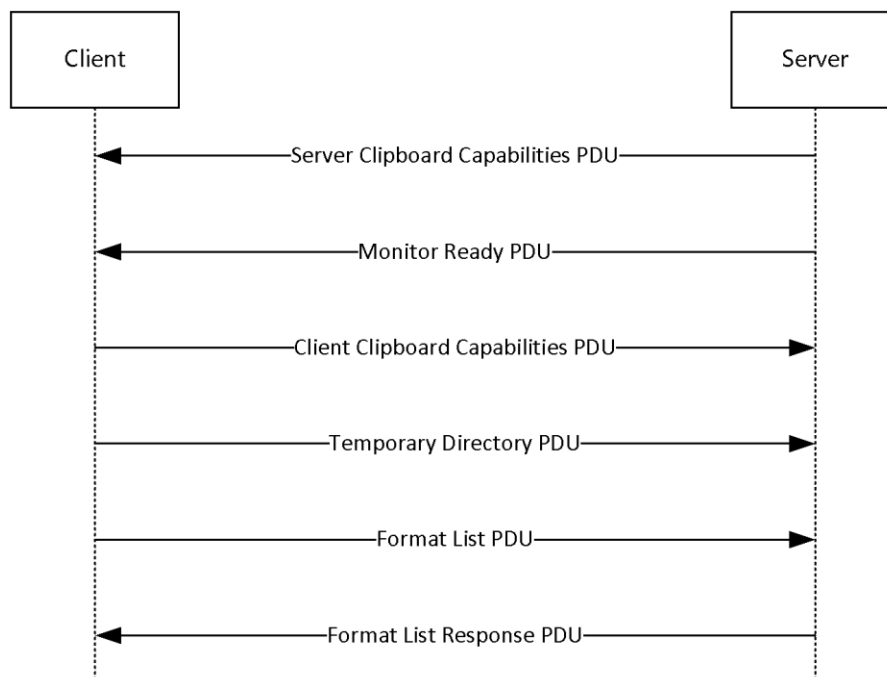 Client
Server
Server Clipboard Capabilities PDU
Monitor Ready PDU
Client Clipboard Capabilities PDU
Temporary Directory PDU
Format List PDU
Format List Response PDU